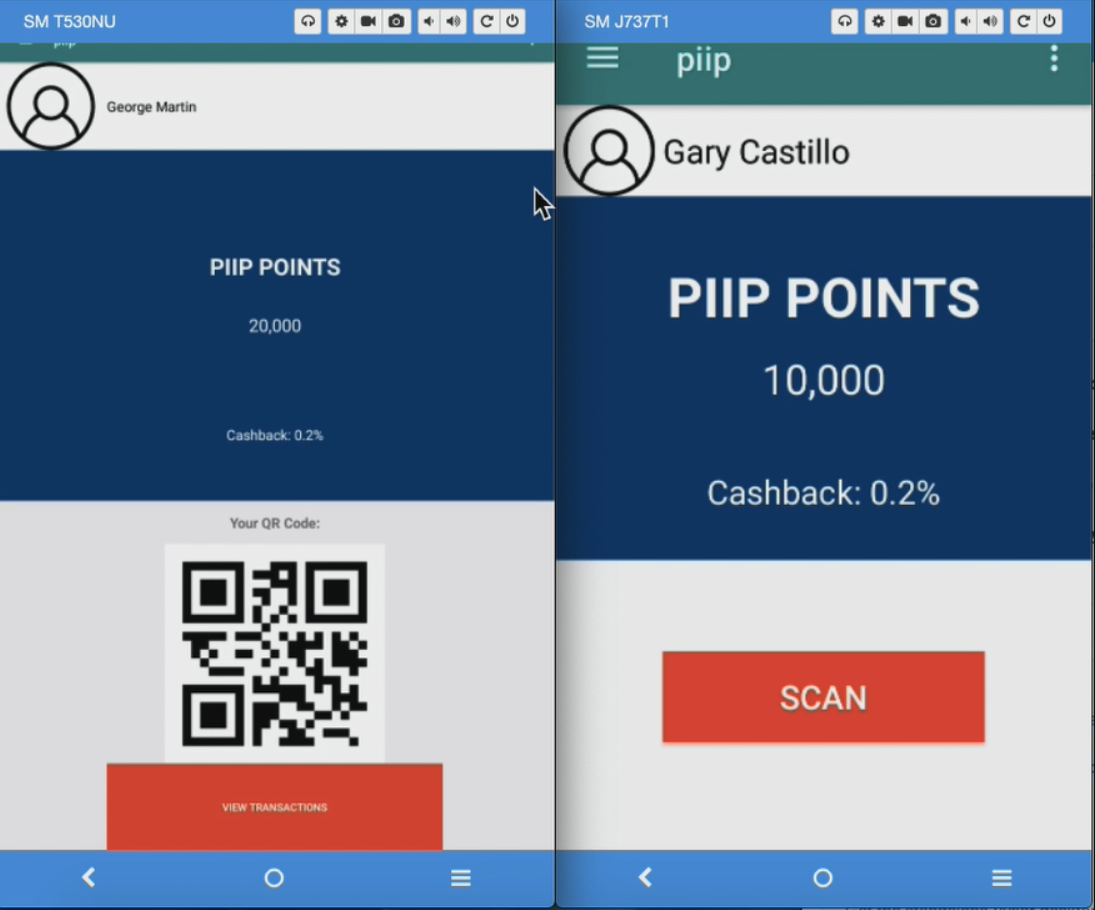 SM T530NU
piip
George Martin
PIIP POINTS
20,000
Cashback: 0.2%
Your QR Code:
VIEW TRANSACTIONS
SM J737T1
piip
Gary Castillo
PIIP POINTS
10,000
Cashback: 0.2%
SCAN